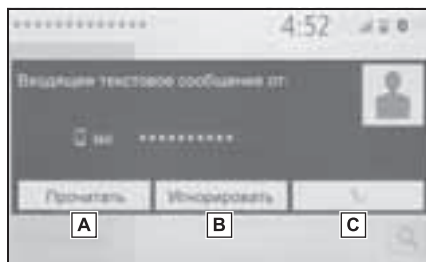 4:52
Входящее текстовое сообщение от:
Прочитать Игнорировать
A B C